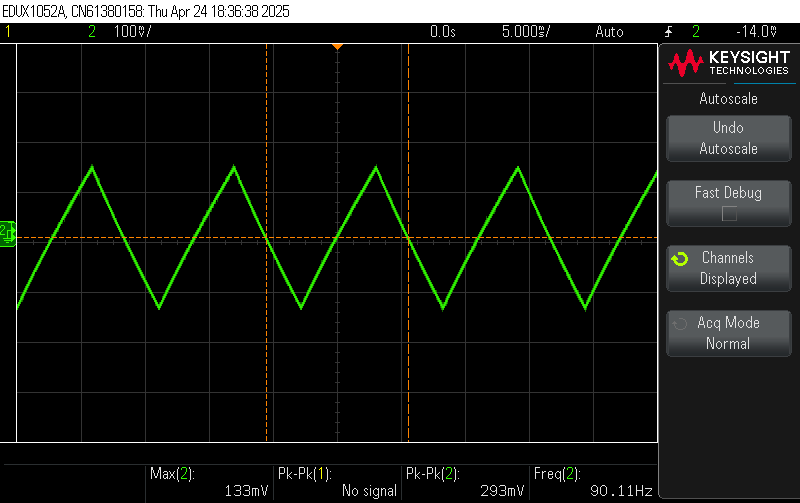 EDUX1052A, CN61380158: Thu Apr 24 18:36:38 2025
1 2 100mV/ 0.0s 5.000ms/ Auto 2 -14.0mV
KEYSIGHT
TECHNOLOGIES
Autoscale
Undo
Autoscale
Fast Debug
2
Channels
Displayed
Acq Mode
Normal
Max(2): Pk-Pk(1): Pk-Pk(2): Freq(2):
133mV No signal 293mV 90.11Hz